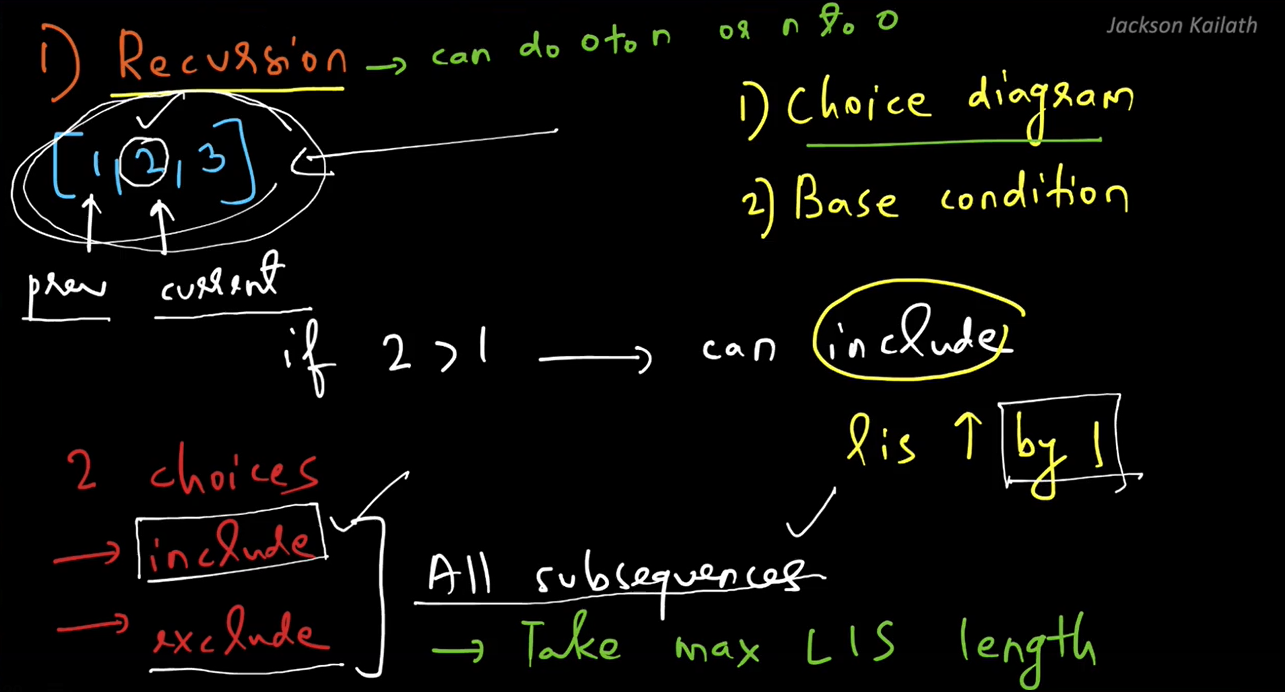 Jackson Kailath
1) Recursion → can do 0 to n or n to 0
[1, 2, 3]
prev current
1) Choice diagram
2) Base condition
if 2 > 1 → can include
lis ↑ by 1
2 choices
→ include
→ exclude
All subsequences
→ Take max LIS length